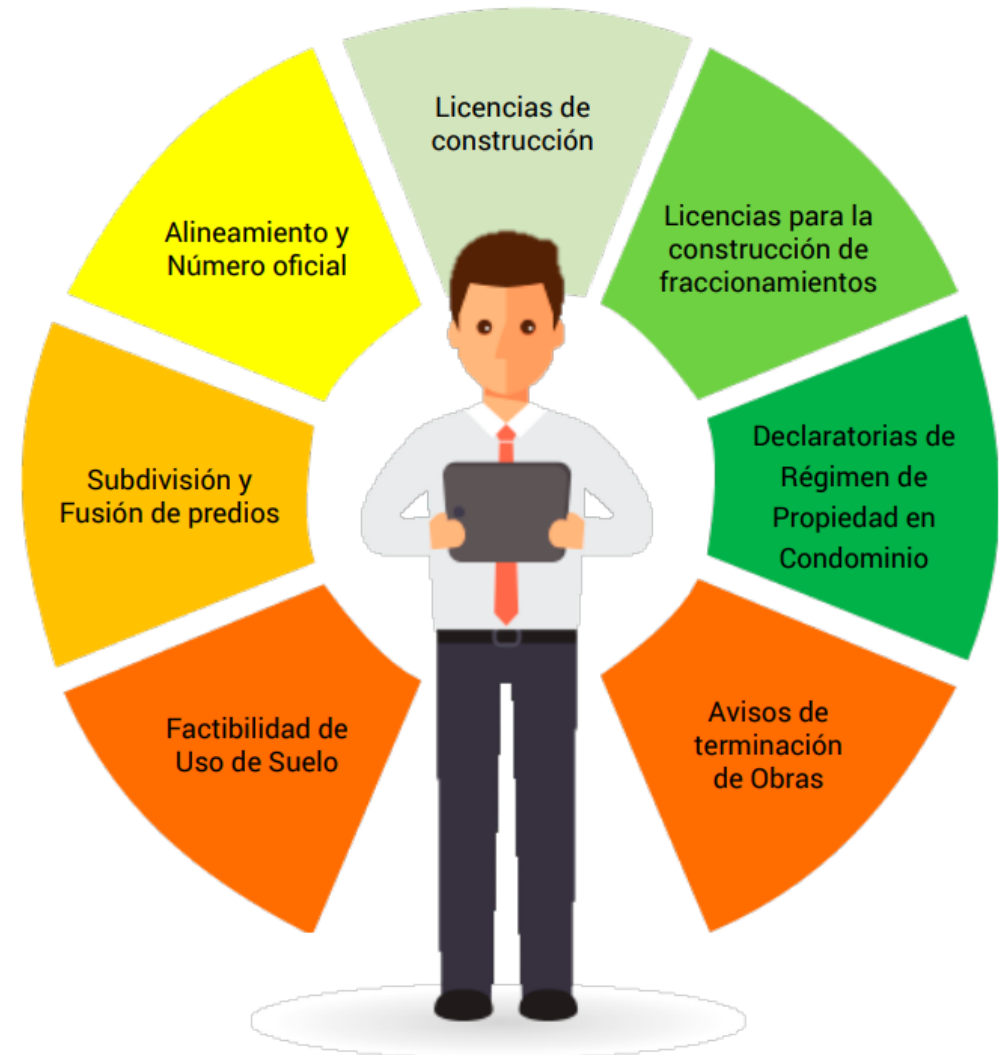 Licencias de
construcción
Licencias para la
construcción de
fraccionamientos
Declaratorias de
Régimen de
Propiedad en
Condominio
Avisos de
terminación
de Obras
Factibilidad de
Uso de Suelo
Subdivisión y
Fusión de predios
Alineamiento y
Número oficial